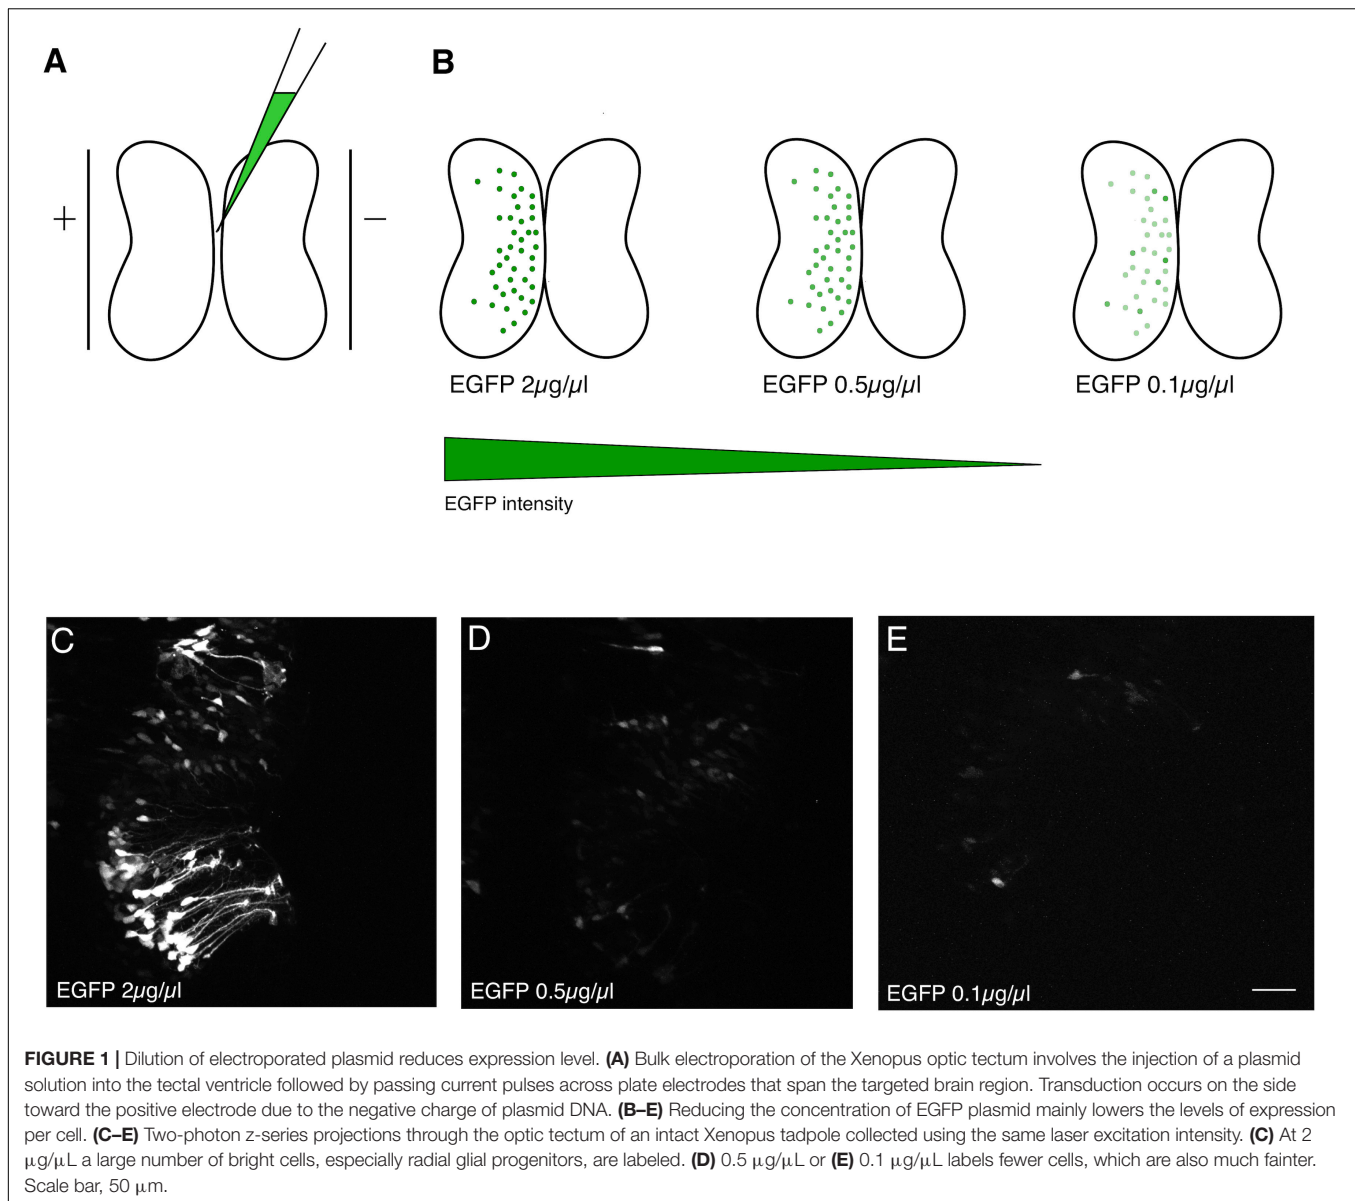 A
B
+
−
EGFP 2µg/µl
EGFP 0.5µg/µl
EGFP 0.1µg/µl
EGFP intensity
C
D
E
EGFP 2µg/µl
EGFP 0.5µg/µl
EGFP 0.1µg/µl
FIGURE 1 | Dilution of electroporated plasmid reduces expression level. (A) Bulk electroporation of the Xenopus optic tectum involves the injection of a plasmid
solution into the tectal ventricle followed by passing current pulses across plate electrodes that span the targeted brain region. Transduction occurs on the side
toward the positive electrode due to the negative charge of plasmid DNA. (B–E) Reducing the concentration of EGFP plasmid mainly lowers the levels of expression
per cell. (C–E) Two-photon z-series projections through the optic tectum of an intact Xenopus tadpole collected using the same laser excitation intensity. (C) At 2
µg/µL a large number of bright cells, especially radial glial progenitors, are labeled. (D) 0.5 µg/µL or (E) 0.1 µg/µL labels fewer cells, which are also much fainter.
Scale bar, 50 µm.